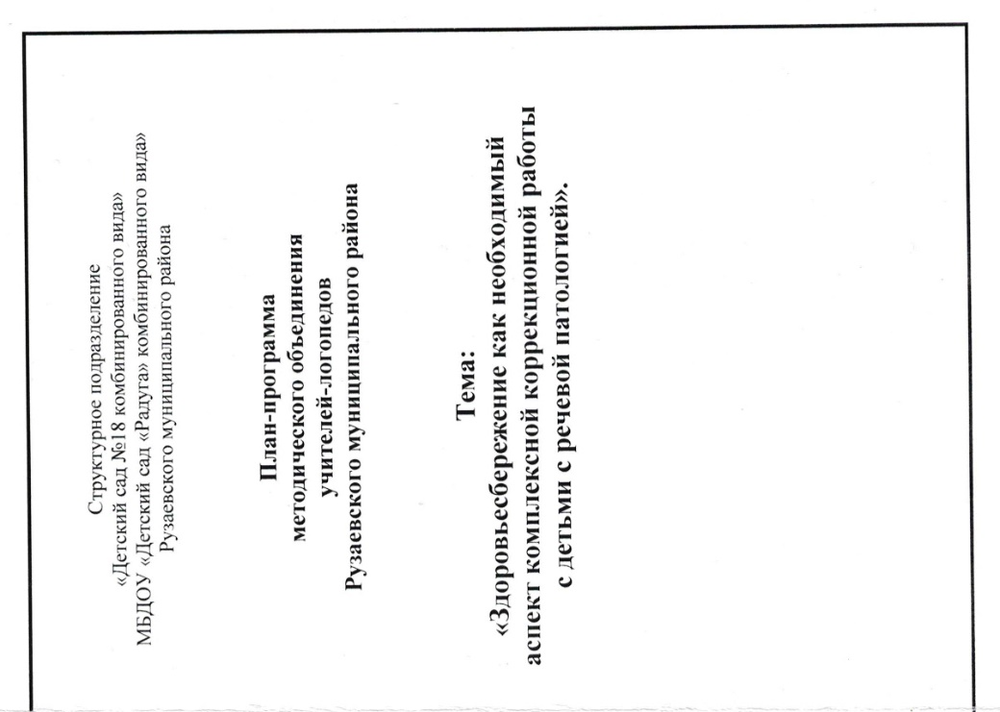 Структурное подразделение
«Детский сад №18 комбинированного вида»
МБДОУ «Детский сад «Радуга» комбинированного вида»
Рузаевского муниципального района
План-программа
методического объединения
учителей-логопедов
Рузаевского муниципального района
Тема:
«Здоровьесбережение как необходимый
аспект комплексной коррекционной работы
с детьми с речевой патологией».